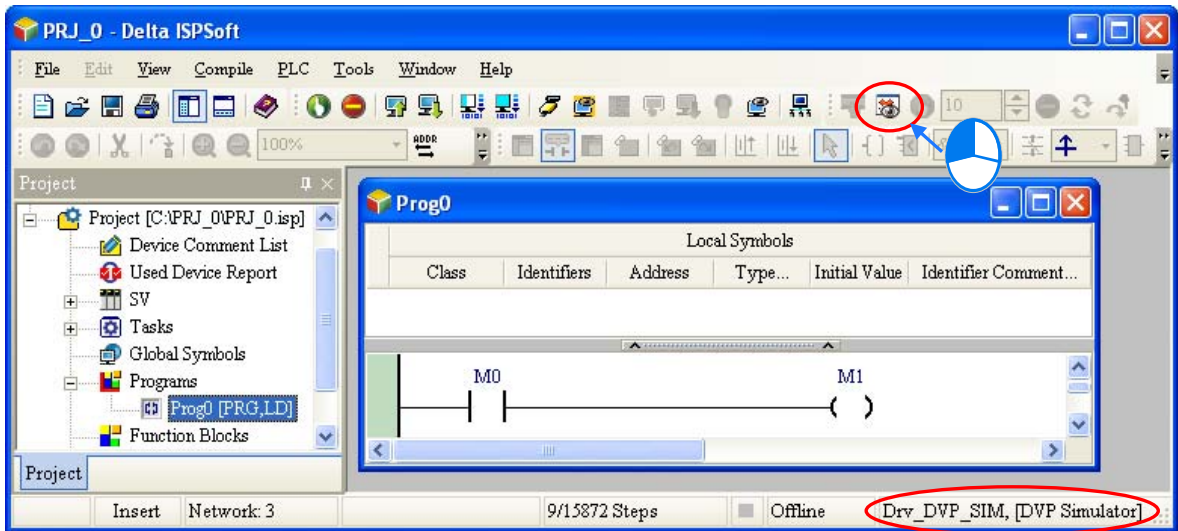 PRJ_0 - Delta ISPSoft
File Edit View Compile PLC Tools Window Help
10
100%
ADDR
Project
Project [C:\PRJ_0\PRJ_0.isp]
Device Comment List
Used Device Report
SV
Tasks
Global Symbols
Programs
Prog0 [PRG,LD]
Function Blocks
Project
Prog0
Local Symbols
Class Identifiers Address Type... Initial Value Identifier Comment...
M0 M1
Insert Network: 3 9/15872 Steps Offline Drv_DVP_SIM, [DVP Simulator]